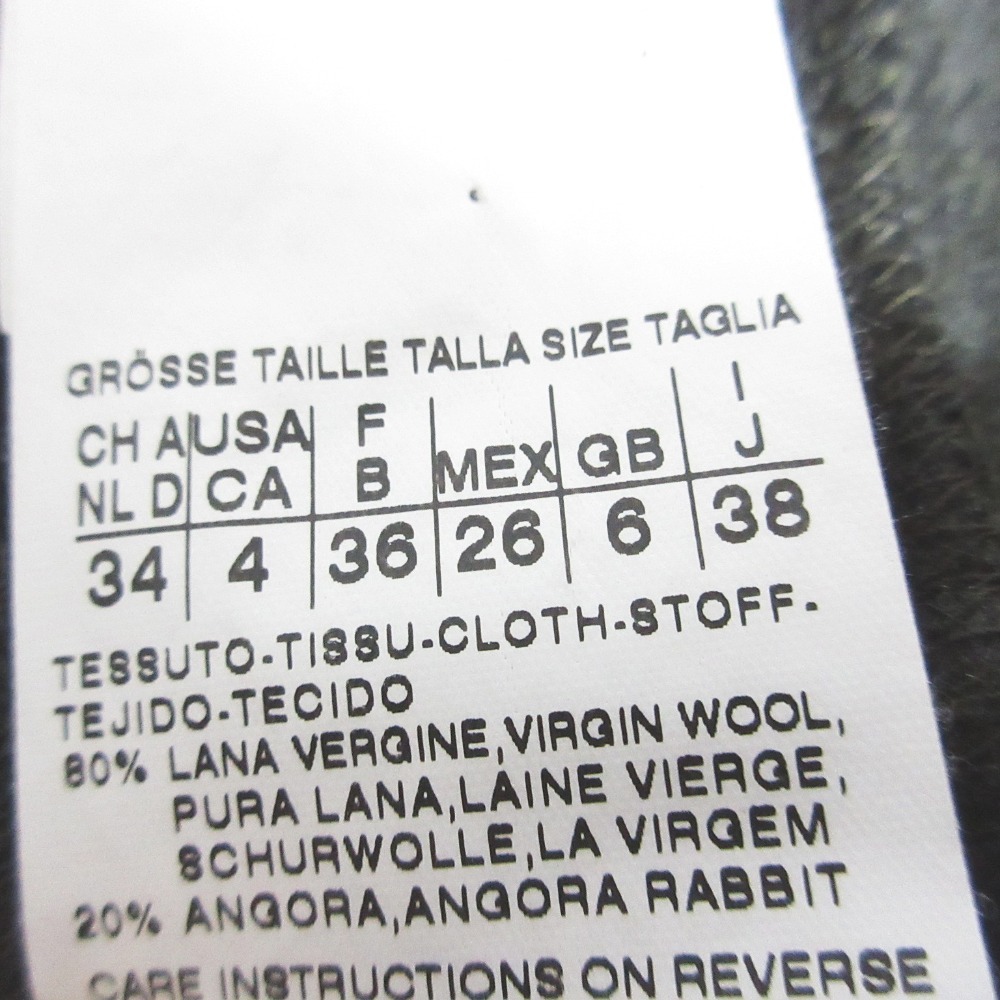 GRÖSSE TAILLE TALLA SIZE TAGLIA
CH A USA F MEX GB I
NL D CA B J
34 4 36 26 6 38
TESSUTO-TISSU-CLOTH-STOFF-
TEJIDO-TECIDO
80% LANA VERGINE,VIRGIN WOOL,
PURA LANA,LAINE VIERGE,
SCHURWOLLE,LA VIRGEM
20% ANGORA,ANGORA RABBIT
CARE INSTRUCTIONS ON REVERSE